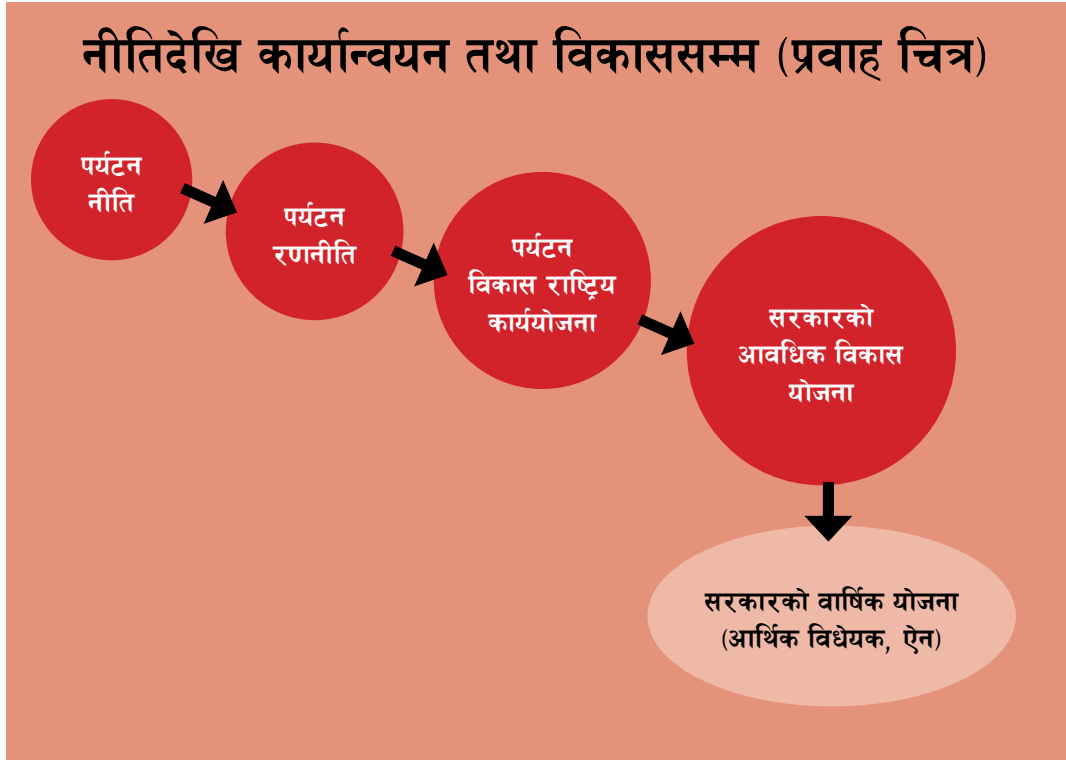 नीतिदेखि कार्यान्वयन तथा विकाससम्म (प्रवाह चित्र)
पर्यटन
नीति
पर्यटन
रणनीति
पर्यटन
विकास राष्ट्रिय
कार्ययोजना
सरकारको
आवधिक विकास
योजना
सरकारको वार्षिक योजना
(आर्थिक विधेयक, ऐन)